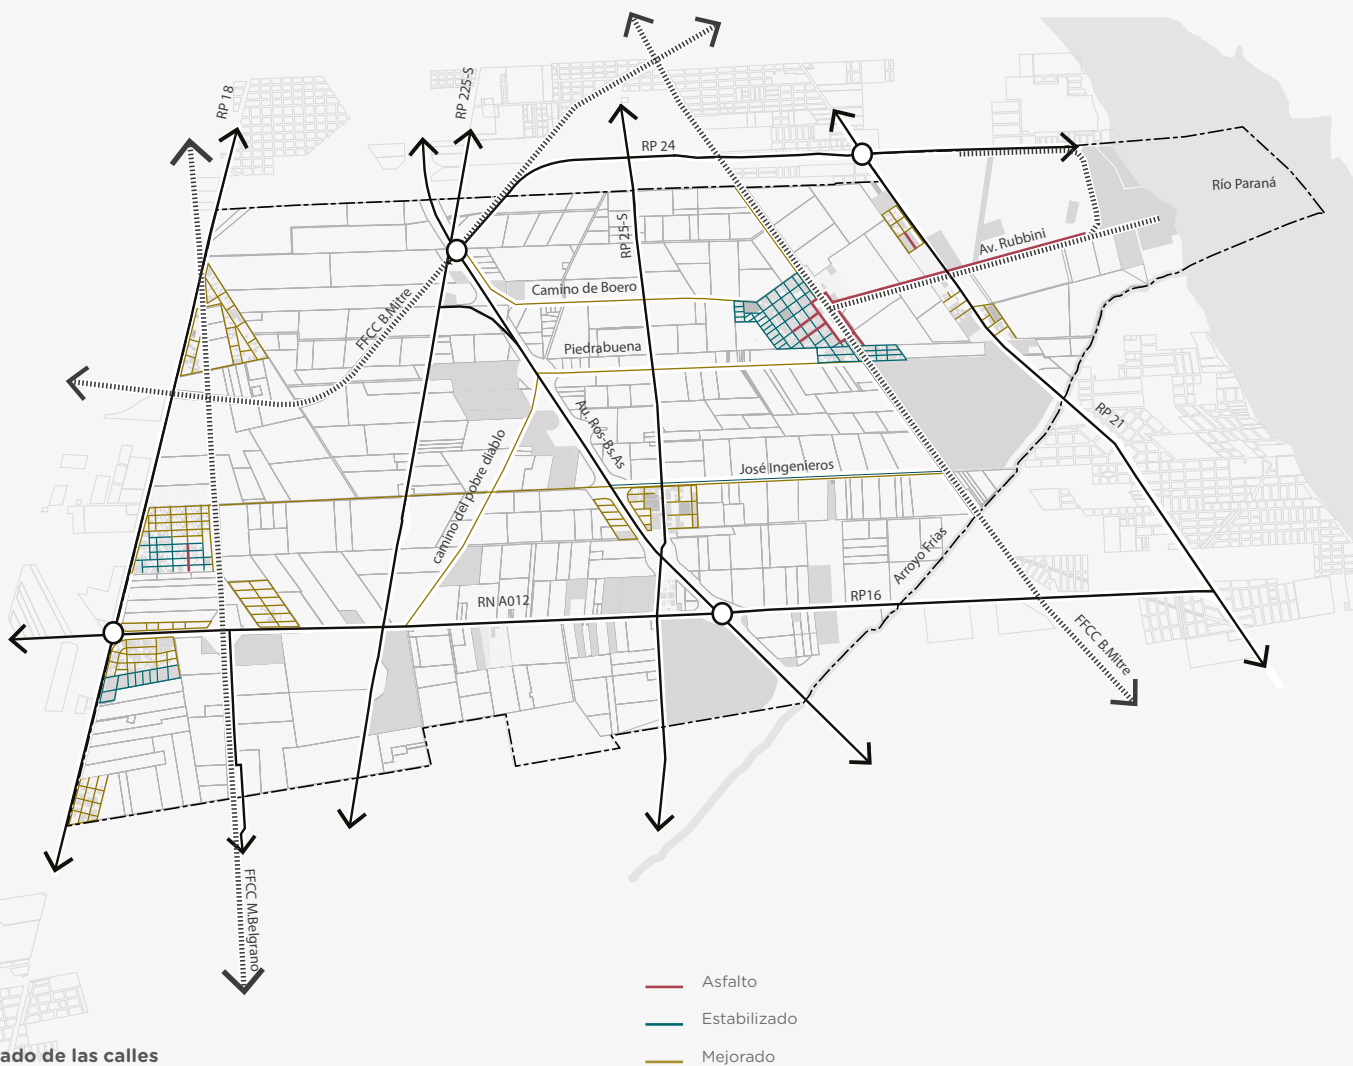 RP 18
RP 225-S
RP 24
Río Paraná
RP 25-S
Av. Rubbini
Camino de Boero
FFCC B.Mitre
Piedrabuena
Au. Ros-Bs.As
RP 21
camino del pobre diablo
José Ingenieros
Arroyo Frías
RN A012
RP16
FFCC B.Mitre
FFCC M.Belgrano
Asfalto
Estabilizado
ado de las calles
Mejorado